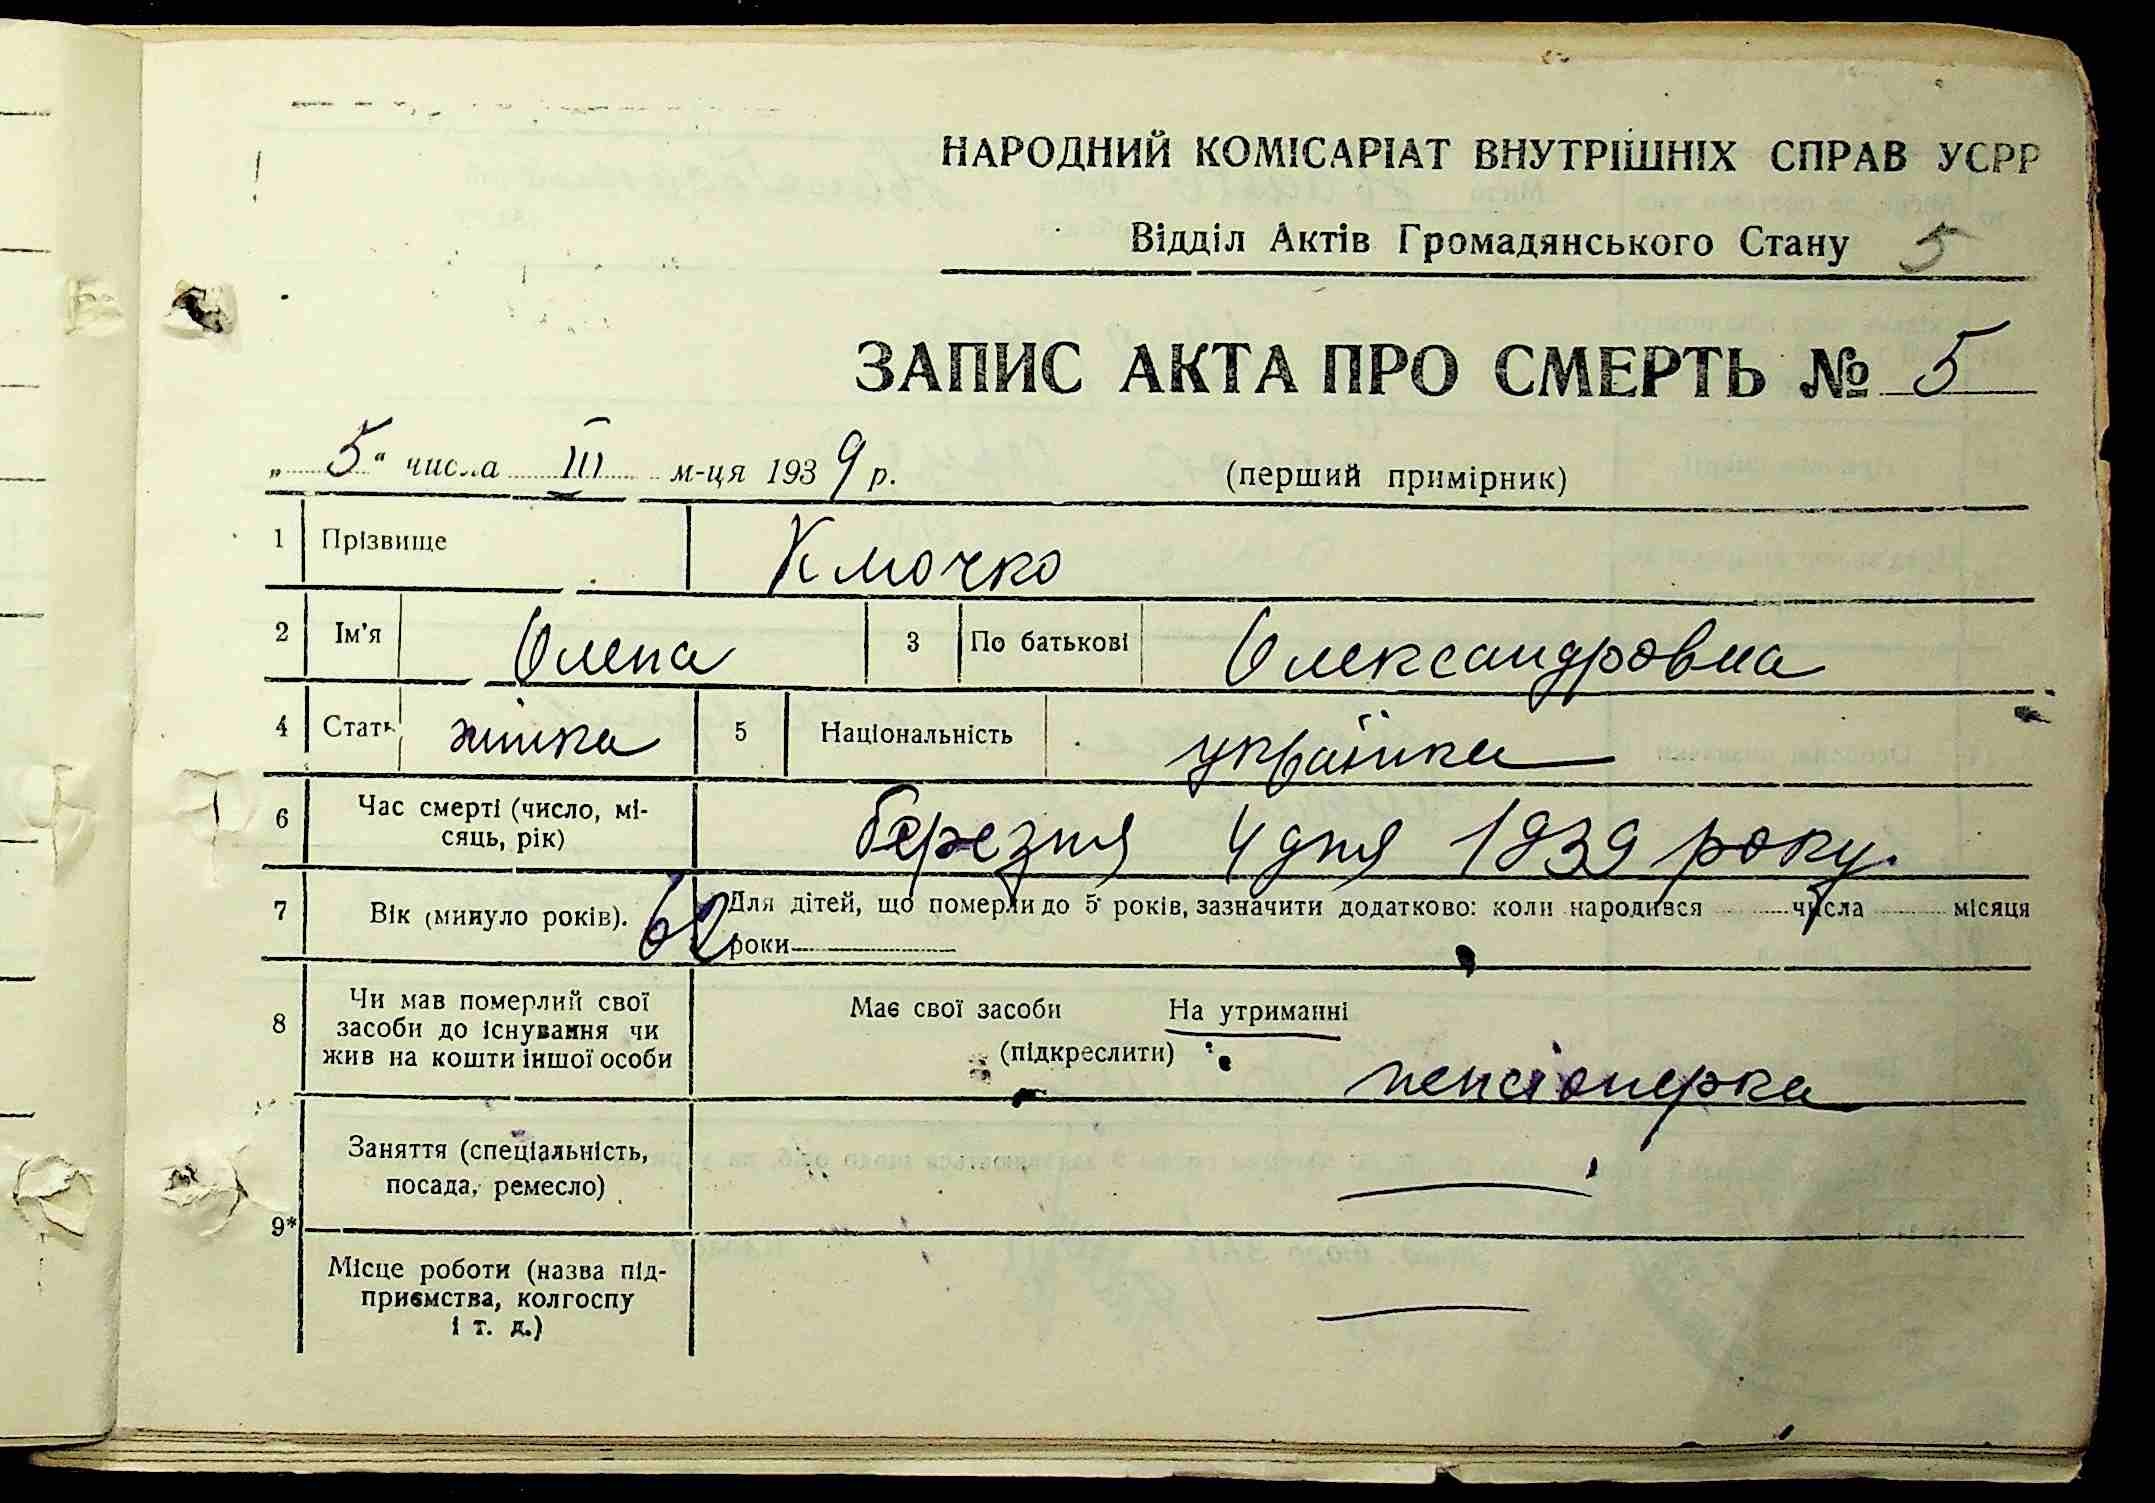 НАРОДНИЙ КОМІСАРІАТ ВНУТРІШНІХ СПРАВ УСРР
Відділ Актів Громадянського Стану 5
ЗАПИС АКТА ПРО СМЕРТЬ № 5
„5“ числа III м-ця 1939 р. (перший примірник)
1 Прізвище Клочко
2 Ім'я Олена 3 По батькові Олександровна
4 Стать жінка 5 Національність українка
6 Час смерті (число, мі-
сяць, рік) березня 4 дня 1939 року.
7 Вік (минуло років). 62 Для дітей, що померли до 5 років, зазначити додатково: коли народився числа місяця
роки
8 Чи мав померлий свої
засоби до існування чи
жив на кошти іншої особи
Має свої засоби На утриманні
(підкреслити)
пенсіонерка
9*
Заняття (спеціальність,
посада, ремесло) —
Місце роботи (назва під-
приємства, колгоспу
і т. д.) —